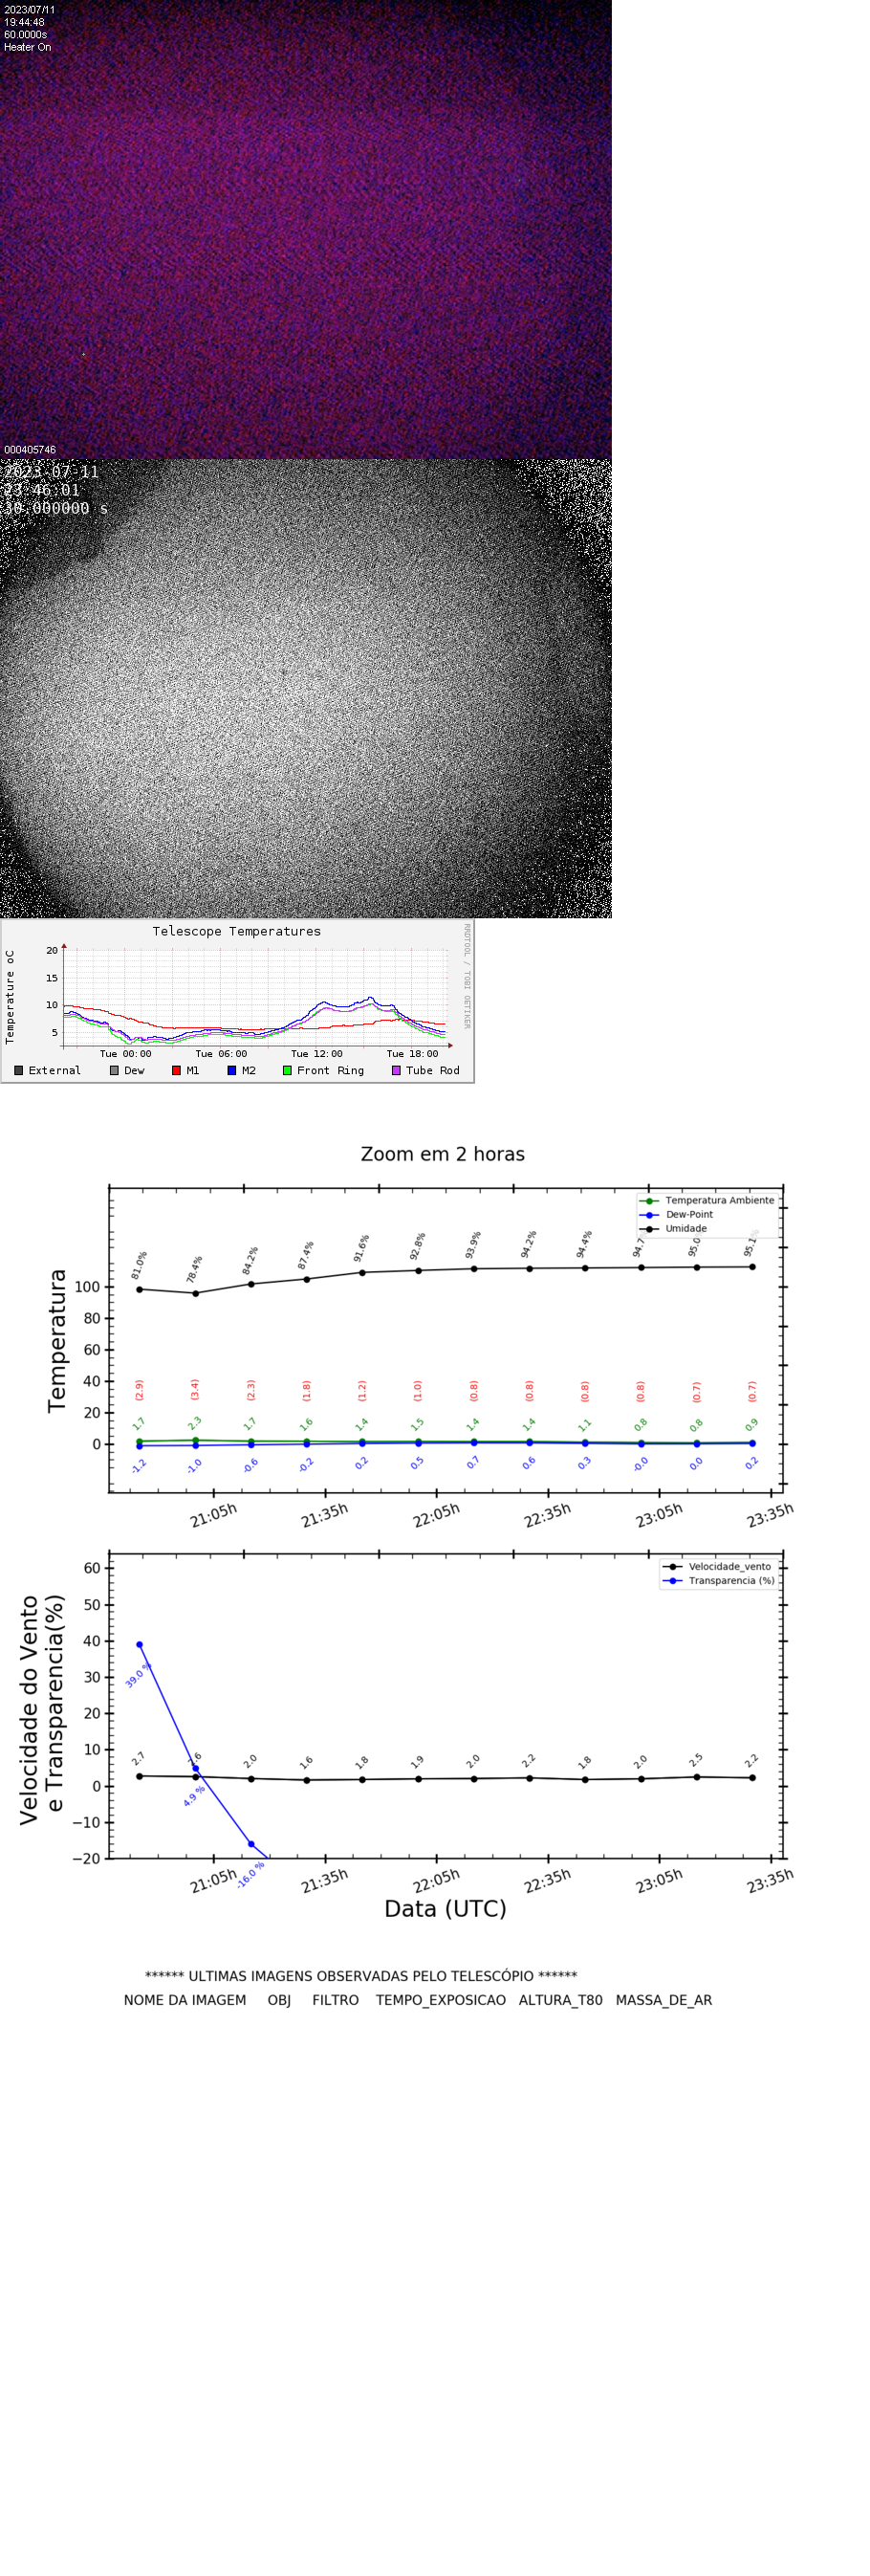 2023/07/11
19:44:48
60.0000s
Heater On
000405746
2023-07-11
23:46:01
30.000000 s
Telescope Temperatures
RRDTOOL / TOBI OETIKER
Temperature oC
20
15
10
5
Tue 00:00 Tue 06:00 Tue 12:00 Tue 18:00
External Dew M1 M2 Front Ring Tube Rod
Zoom em 2 horas
Temperatura Ambiente
Dew-Point
Umidade
81.0% 78.4% 84.2% 87.4% 91.6% 92.8% 93.9% 94.2% 94.4% 94.7 95.0 95.1
Temperatura
100
80
60
40
20
0
(2.9) (3.4) (2.3) (1.8) (1.2) (1.0) (0.8) (0.8) (0.8) (0.8) (0.7) (0.7)
1.7 2.3 1.7 1.6 1.4 1.5 1.4 1.4 1.1 0.8 0.8 0.9
-1.2 -1.0 -0.6 -0.2 0.2 0.5 0.7 0.6 0.3 -0.0 0.0 0.2
21:05h 21:35h 22:05h 22:35h 23:05h 23:35h
Velocidade_vento
Transparencia (%)
Velocidade do Vento
e Transparencia(%)
60
50
40
30
20
10
0
−10
−20
39.0 %
4.9 %
-16.0 %
2.7 2.6 2.0 1.6 1.8 1.9 2.0 2.2 1.8 2.0 2.5 2.2
21:05h 21:35h 22:05h 22:35h 23:05h 23:35h
Data (UTC)
****** ULTIMAS IMAGENS OBSERVADAS PELO TELESCÓPIO ******
NOME DA IMAGEM OBJ FILTRO TEMPO_EXPOSICAO ALTURA_T80 MASSA_DE_AR